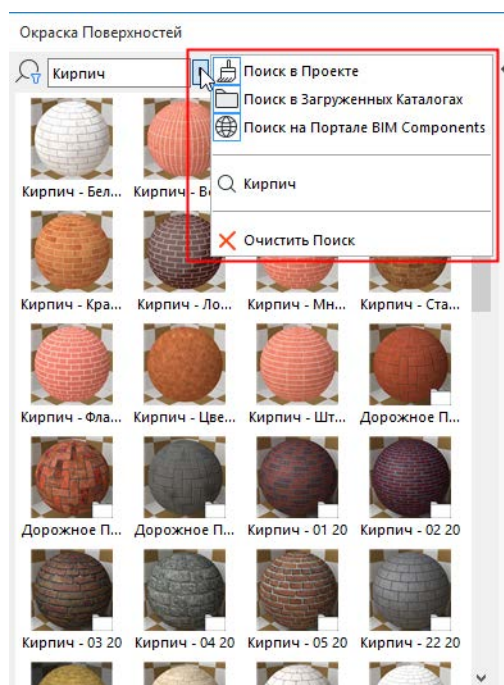 Окраска Поверхностей
Кирпич
Поиск в Проекте
Поиск в Загруженных Каталогах
Поиск на Портале BIM Components
Кирпич
Очистить Поиск
Кирпич - Бел... Кирпич - В
Кирпич - Кра... Кирпич - Ло... Кирпич - Мн... Кирпич - Ста...
Кирпич - Фла... Кирпич - Цве... Кирпич - Шт... Дорожное П...
Дорожное П... Дорожное П... Кирпич - 01 20 Кирпич - 02 20
Кирпич - 03 20 Кирпич - 04 20 Кирпич - 05 20 Кирпич - 22 20